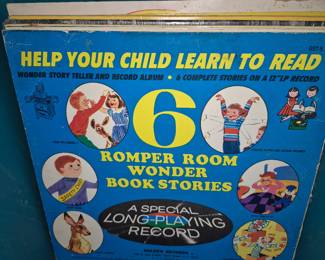 HELP YOUR CHILD LEARN TO READ
WONDER STORY TELLER AND RECORD ALBUM • 6 COMPLETE STORIES ON A 12" LP RECORD
6
ROMPER ROOM
WONDER
BOOK STORIES
A SPECIAL
LONG-PLAYING
RECORD